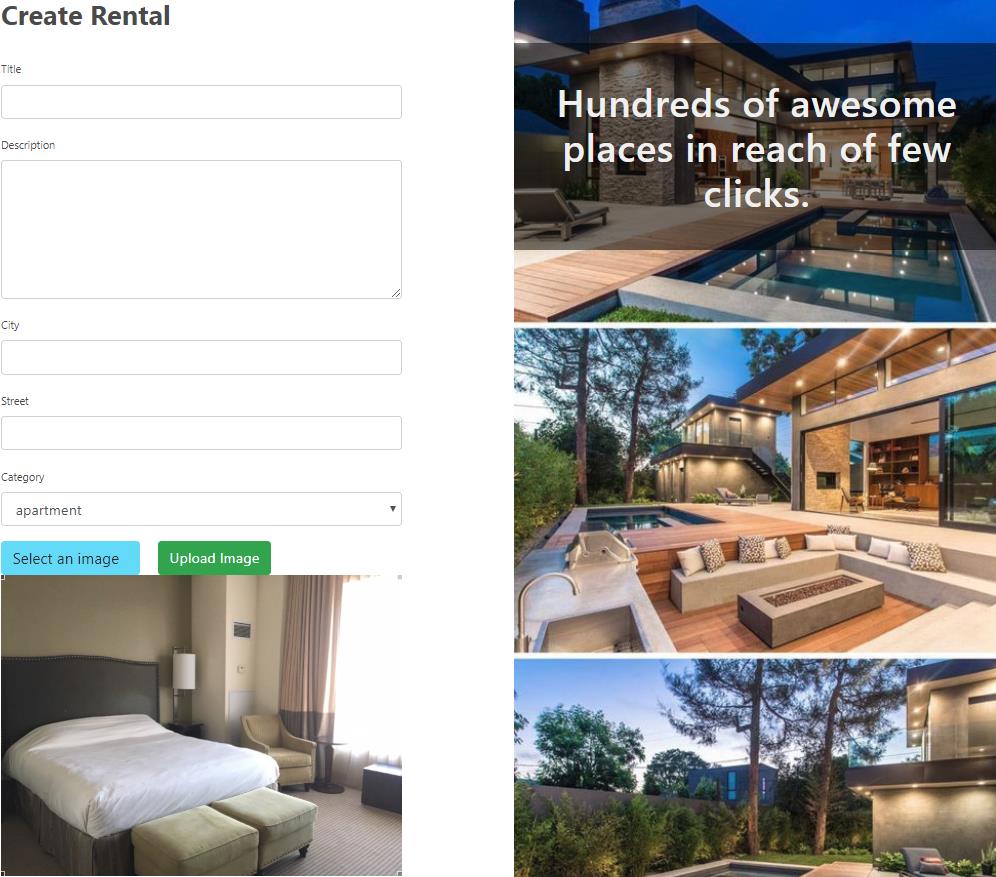 Create Rental
Title
Description
City
Street
Category
apartment
Select an image
Upload Image
Hundreds of awesome
places in reach of few
clicks.